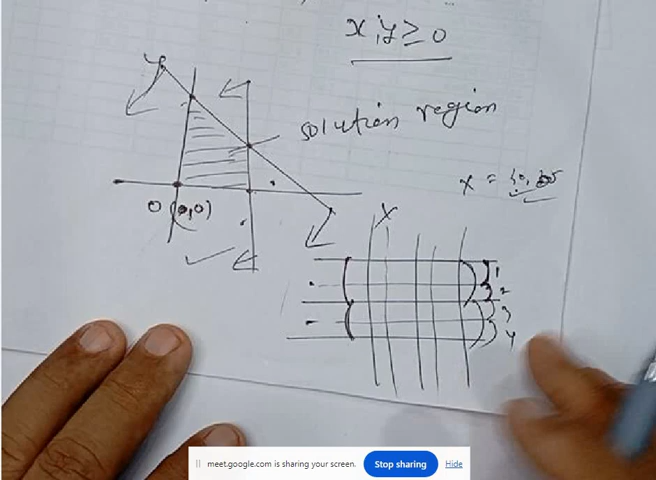 x, y ≥ 0
y
solution region
x =
0 (0,0)
X
1
2
3
4
meet.google.com is sharing your screen. Stop sharing Hide